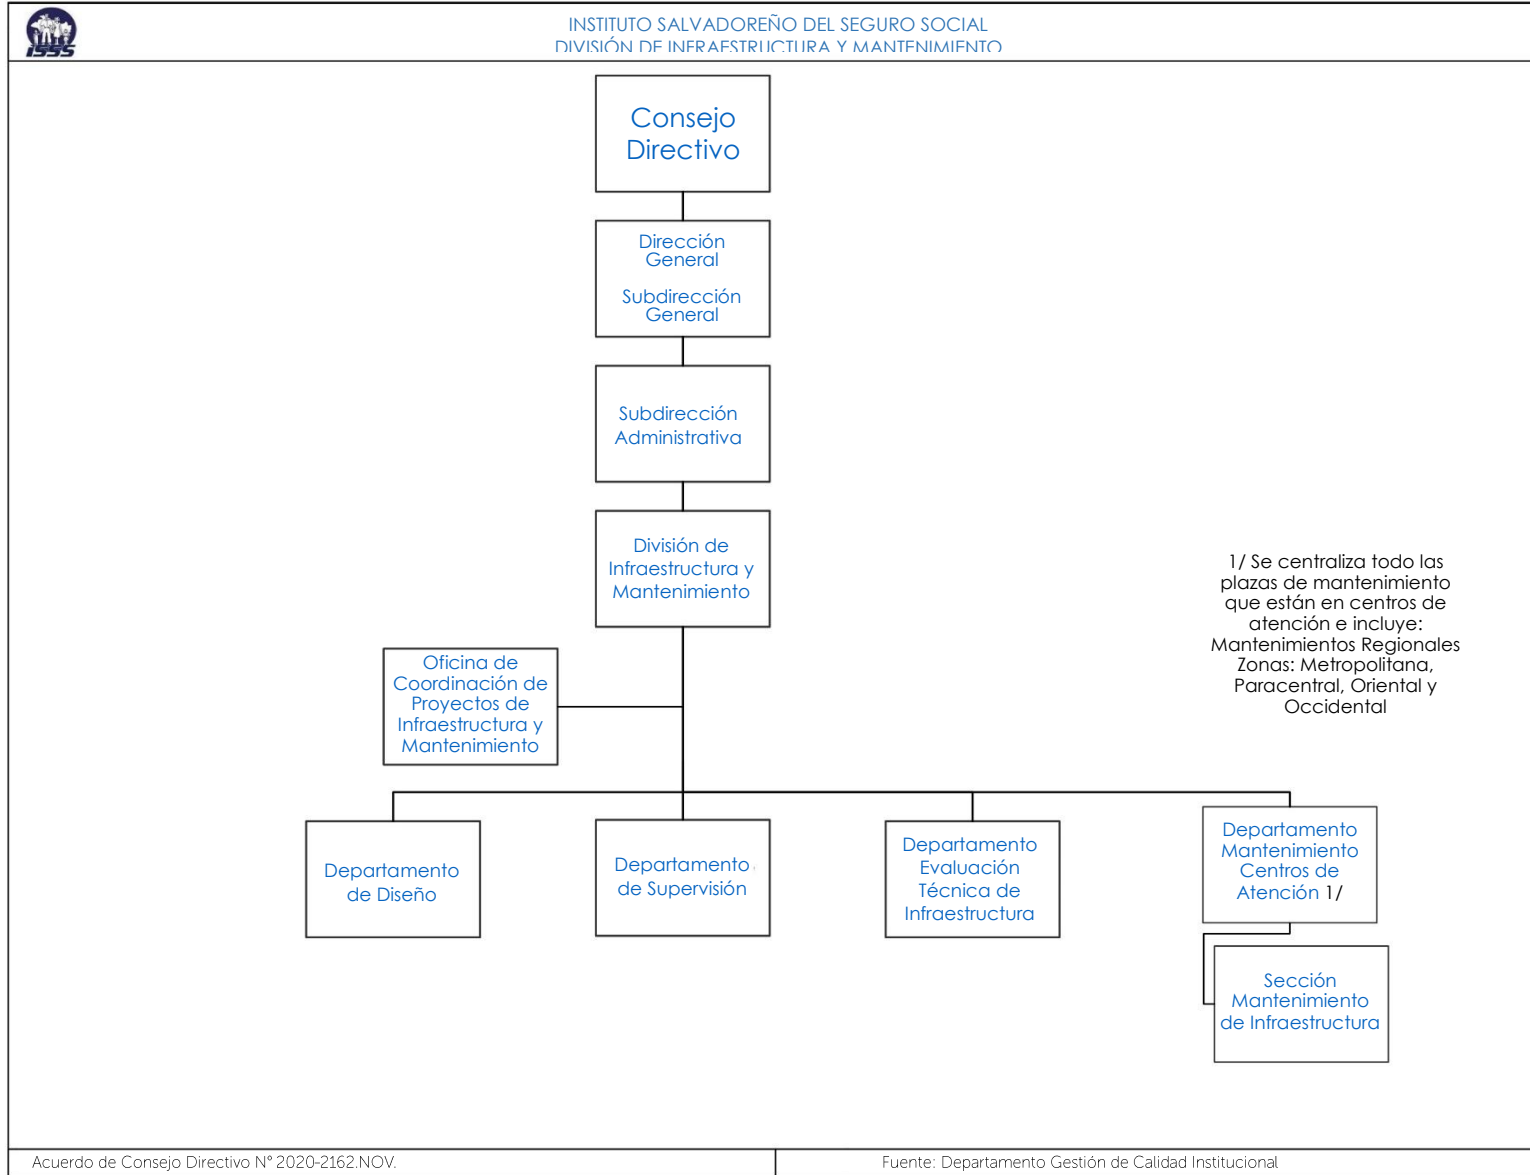 ISSS
INSTITUTO SALVADOREÑO DEL SEGURO SOCIAL
DIVISIÓN DE INFRAESTRUCTURA Y MANTENIMIENTO
Consejo
Directivo
Dirección
General
Subdirección
General
Subdirección
Administrativa
División de
Infraestructura y
Mantenimiento
1/ Se centraliza todo las
plazas de mantenimiento
que están en centros de
atención e incluye:
Mantenimientos Regionales
Zonas: Metropolitana,
Paracentral, Oriental y
Occidental
Oficina de
Coordinación de
Proyectos de
Infraestructura y
Mantenimiento
Departamento
de Diseño
Departamento
de Supervisión
Departamento
Evaluación
Técnica de
Infraestructura
Departamento
Mantenimiento
Centros de
Atención 1/
Sección
Mantenimiento
de Infraestructura
Acuerdo de Consejo Directivo N° 2020-2162.NOV.
Fuente: Departamento Gestión de Calidad Institucional